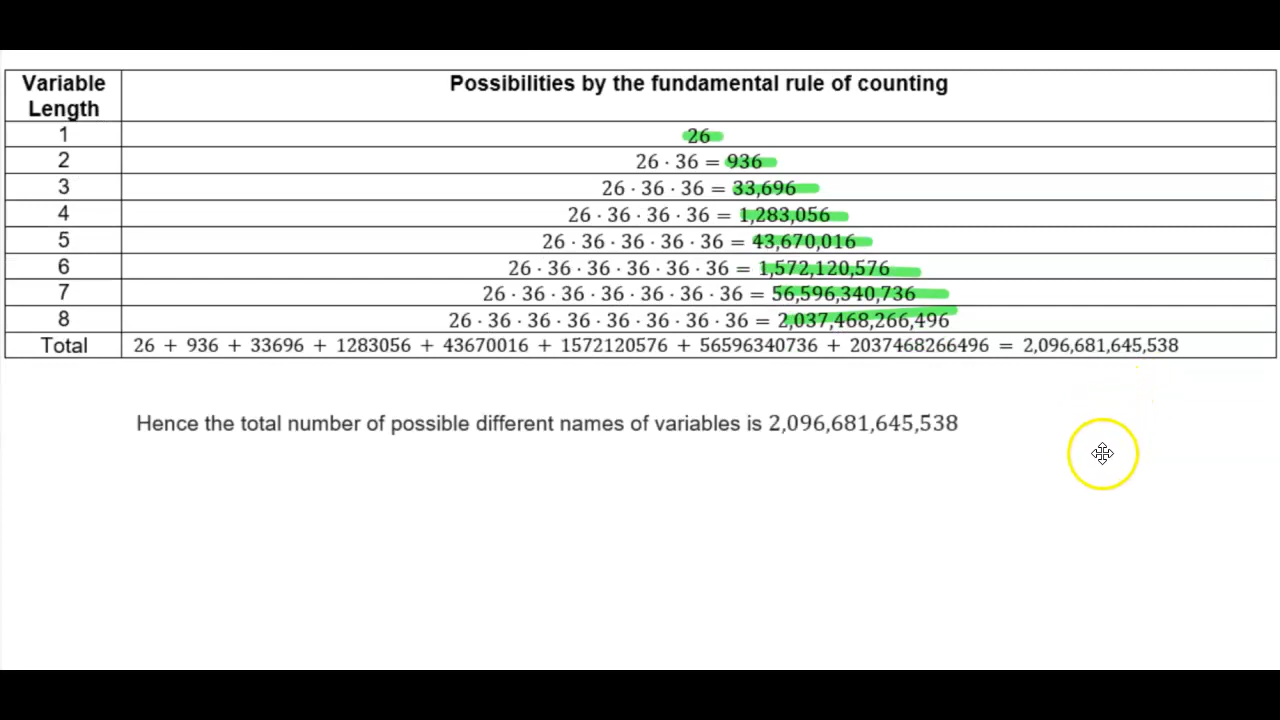 Variable Length Possibilities by the fundamental rule of counting
1 26
2 26 · 36 = 936
3 26 · 36 · 36 = 33,696
4 26 · 36 · 36 · 36 = 1,283,056
5 26 · 36 · 36 · 36 · 36 = 43,670,016
6 26 · 36 · 36 · 36 · 36 · 36 = 1,572,120,576
7 26 · 36 · 36 · 36 · 36 · 36 · 36 = 56,596,340,736
8 26 · 36 · 36 · 36 · 36 · 36 · 36 · 36 = 2,037,468,266,496
Total 26 + 936 + 33696 + 1283056 + 43670016 + 1572120576 + 56596340736 + 2037468266496 = 2,096,681,645,538
Hence the total number of possible different names of variables is 2,096,681,645,538